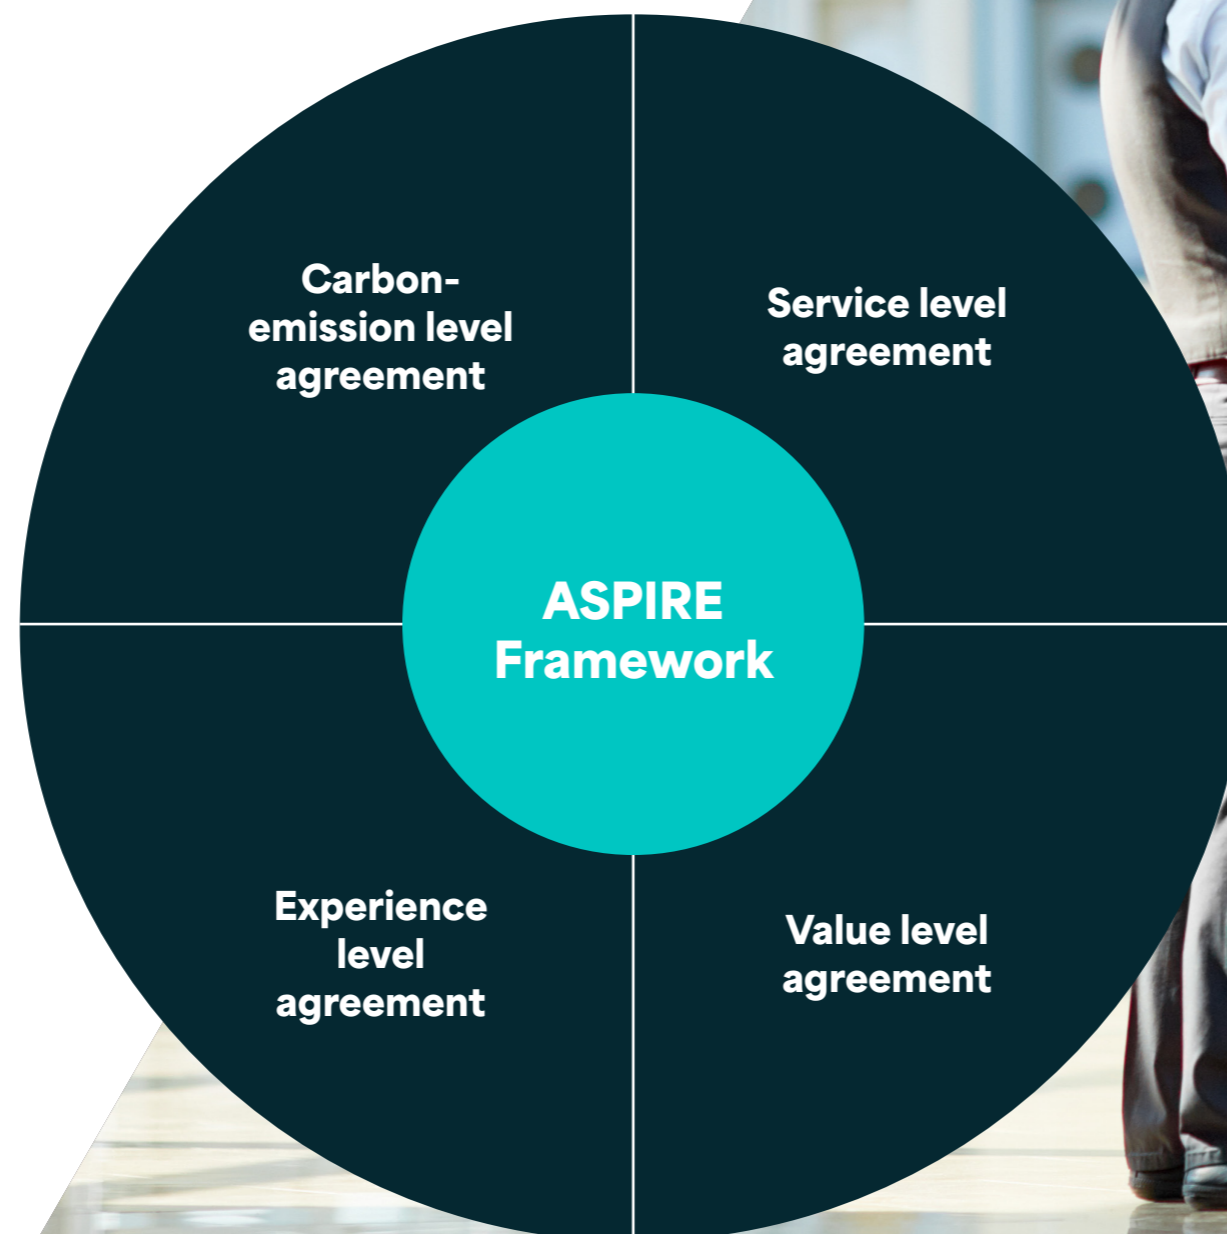 Carbon-
emission level
agreement
Service level
agreement
ASPIRE
Framework
Experience
level
agreement
Value level
agreement